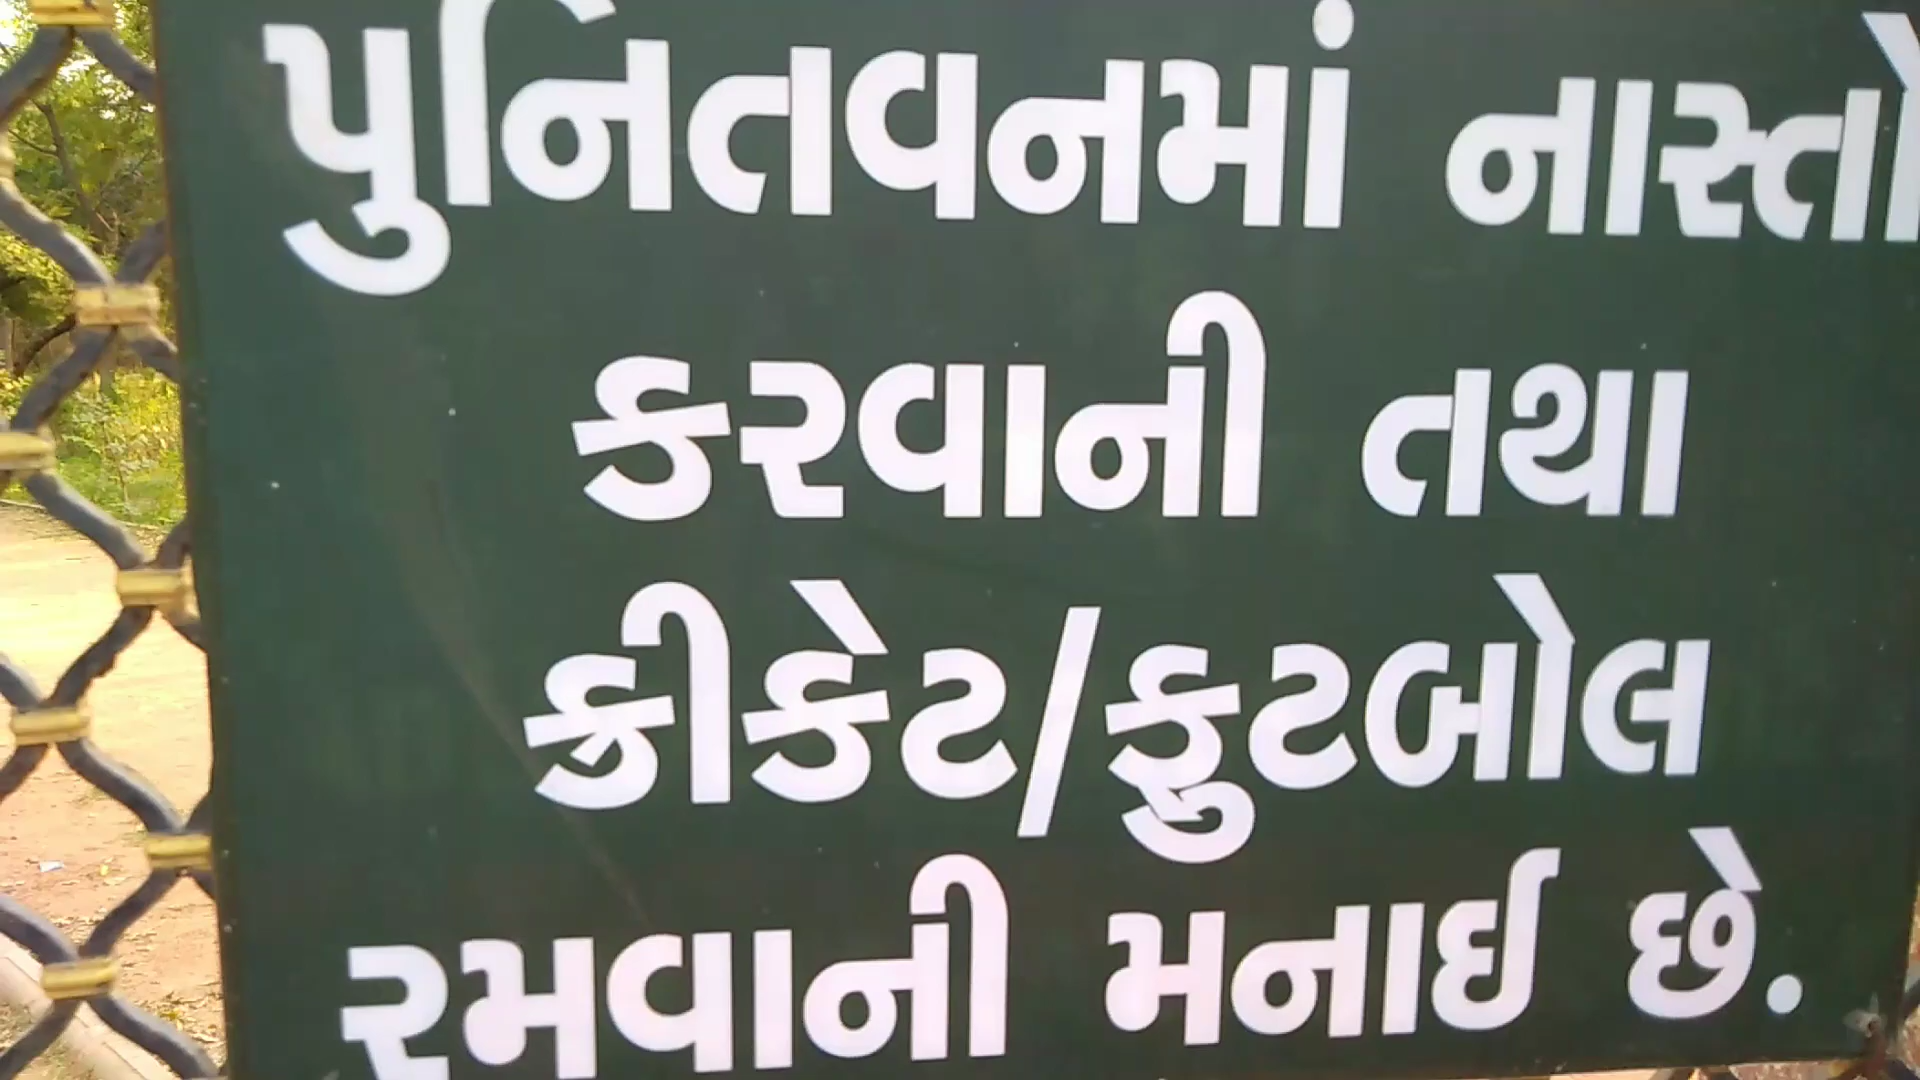 પુનિતવનમાં નાસ્તો
કરવાની તથા
ક્રીકેટ/ફુટબોલ
રમવાની મનાઈ છે.